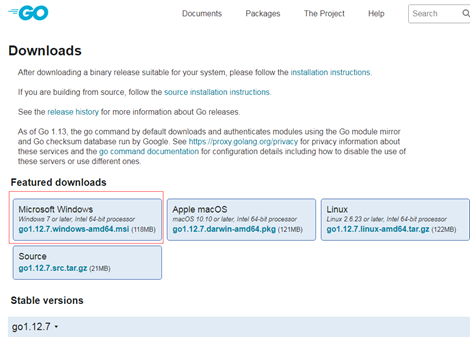 GO
Documents Packages The Project Help Search
Downloads
After downloading a binary release suitable for your system, please follow the installation instructions.
If you are building from source, follow the source installation instructions.
See the release history for more information about Go releases.
As of Go 1.13, the go command by default downloads and authenticates modules using the Go module mirror
and Go checksum database run by Google. See https://proxy.golang.org/privacy for privacy information about
these services and the go command documentation for configuration details including how to disable the use of
these servers or use different ones.
Featured downloads
Microsoft Windows
Windows 7 or later, Intel 64-bit processor
go1.12.7.windows-amd64.msi (118MB)
Apple macOS
macOS 10.10 or later, Intel 64-bit processor
go1.12.7.darwin-amd64.pkg (121MB)
Linux
Linux 2.6.23 or later, Intel 64-bit processor
go1.12.7.linux-amd64.tar.gz (122MB)
Source
go1.12.7.src.tar.gz (21MB)
Stable versions
go1.12.7